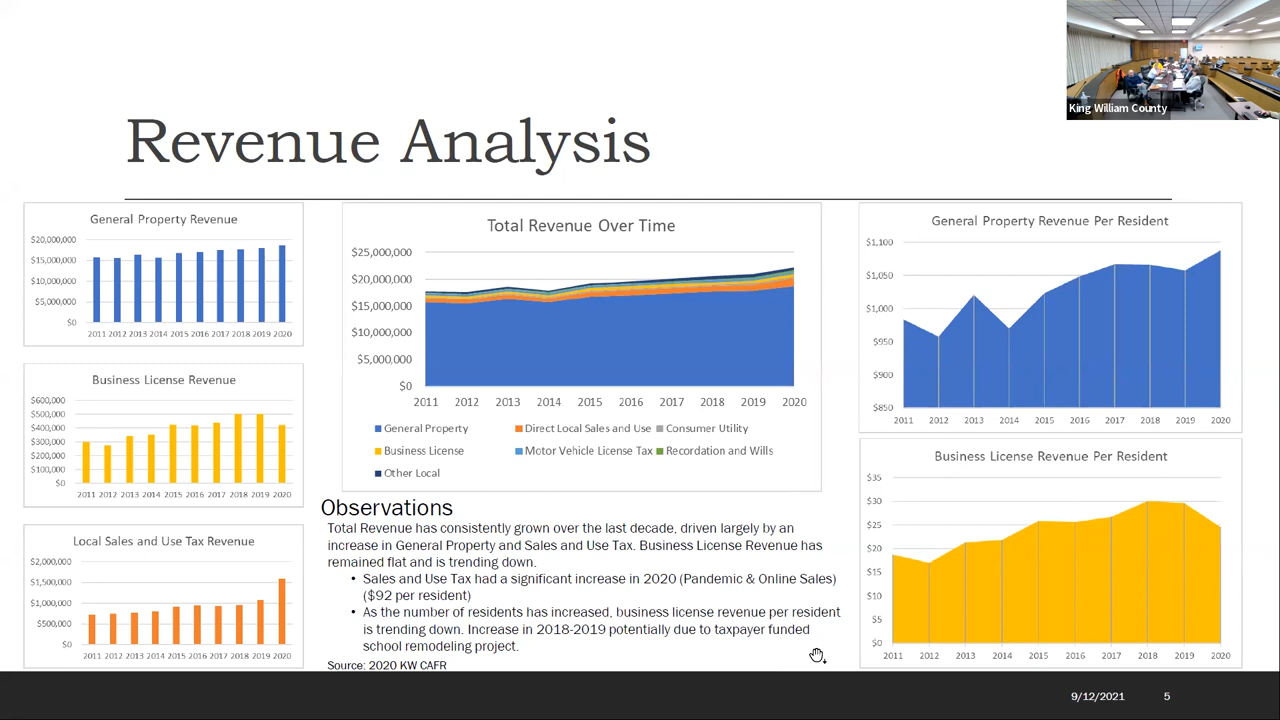 King William County
Revenue Analysis
General Property Revenue
$20,000,000
$15,000,000
$10,000,000
$5,000,000
$0
2011 2012 2013 2014 2015 2016 2017 2018 2019 2020
Business License Revenue
$600,000
$500,000
$400,000
$300,000
$200,000
$100,000
$0
2011 2012 2013 2014 2015 2016 2017 2018 2019 2020
Local Sales and Use Tax Revenue
$2,000,000
$1,500,000
$1,000,000
$500,000
$0
2011 2012 2013 2014 2015 2016 2017 2018 2019 2020
Total Revenue Over Time
$25,000,000
$20,000,000
$15,000,000
$10,000,000
$5,000,000
$0
2011 2012 2013 2014 2015 2016 2017 2018 2019 2020
General Property Direct Local Sales and Use Consumer Utility
Business License Motor Vehicle License Tax Recordation and Wills
Other Local
Observations
Total Revenue has consistently grown over the last decade, driven largely by an
increase in General Property and Sales and Use Tax. Business License Revenue has
remained flat and is trending down.
• Sales and Use Tax had a significant increase in 2020 (Pandemic & Online Sales)
($92 per resident)
• As the number of residents has increased, business license revenue per resident
is trending down. Increase in 2018-2019 potentially due to taxpayer funded
school remodeling project.
Source: 2020 KW CAFR
General Property Revenue Per Resident
$1,100
$1,050
$1,000
$950
$900
$850
2011 2012 2013 2014 2015 2016 2017 2018 2019 2020
Business License Revenue Per Resident
$35
$30
$25
$20
$15
$10
$5
$0
2011 2012 2013 2014 2015 2016 2017 2018 2019 2020
9/12/2021 5